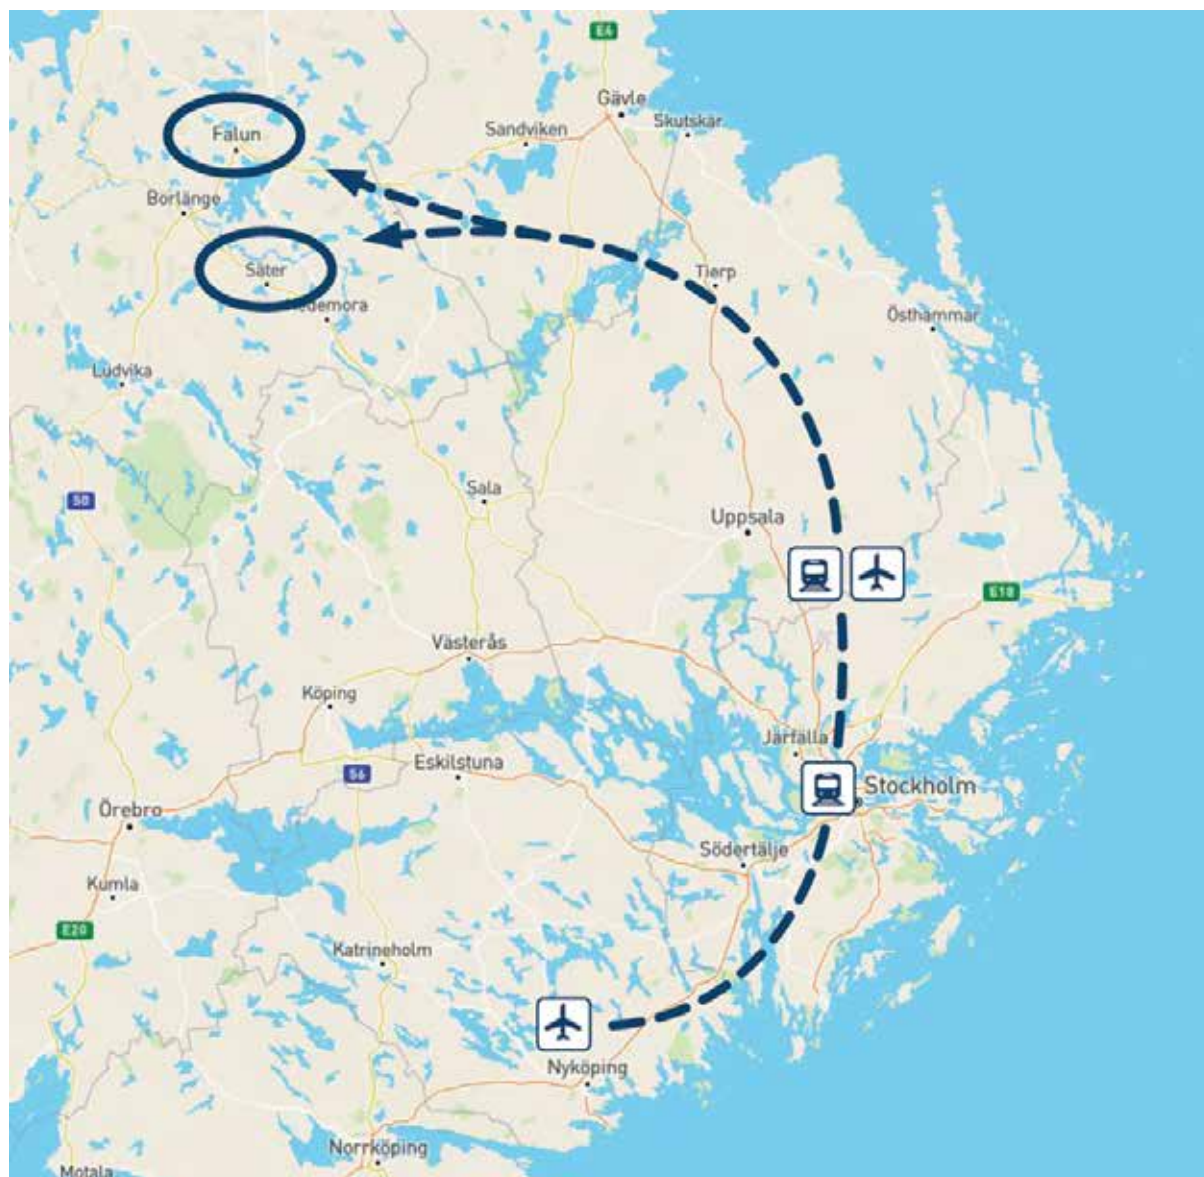 E4
Gävle
Skutskär
Sandviken
Falun
Borlänge
Säter
Hedemora
Tierp
Östhammar
Ludvika
50
Sala
Uppsala
E18
Västerås
Köping
Järfälla
Eskilstuna
56
Stockholm
Örebro
Södertälje
Kumla
E20
Katrineholm
Nyköping
Norrköping
Motala